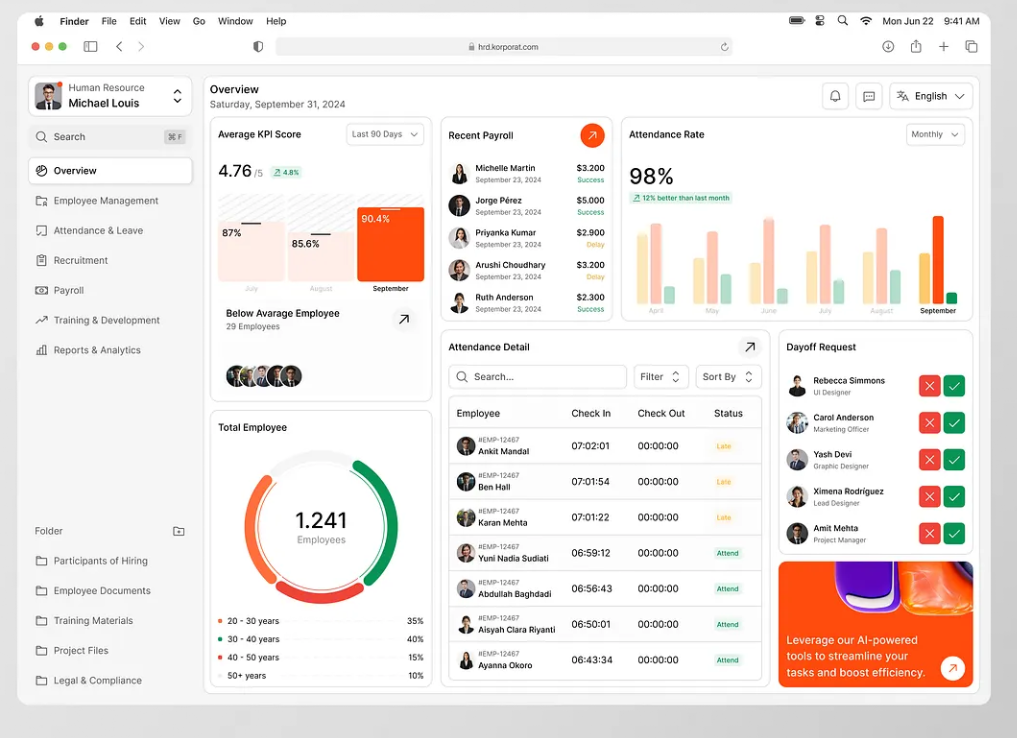 Finder File Edit View Go Window Help
Mon Jun 22 9:41 AM
hrd.korporat.com
Human Resource
Michael Louis
Search ⌘ F
Overview
Employee Management
Attendance & Leave
Recruitment
Payroll
Training & Development
Reports & Analytics
Folder
Participants of Hiring
Employee Documents
Training Materials
Project Files
Legal & Compliance
Overview
Saturday, September 31, 2024
English
Average KPI Score
Last 90 Days
4.76 /5 4.8%
87%
85.6%
90.4%
July August September
Below Avarage Employee
29 Employees
Total Employee
1.241
Employees
20 - 30 years 35%
30 - 40 years 40%
40 - 50 years 15%
50+ years 10%
Recent Payroll
Michelle Martin $3.200
September 23, 2024 Success
Jorge Pérez $5.000
September 23, 2024 Success
Priyanka Kumar $2.900
September 23, 2024 Delay
Arushi Choudhary $3.200
September 23, 2024 Delay
Ruth Anderson $2.300
September 23, 2024 Success
Attendance Rate
Monthly
98%
12% better than last month
April May June July August September
Attendance Detail
Search...
Filter
Sort By
Employee Check In Check Out Status
#EMP-12467
Ankit Mandal 07:02:01 00:00:00 Late
#EMP-12467
Ben Hall 07:01:54 00:00:00 Late
#EMP-12467
Karan Mehta 07:01:22 00:00:00 Late
#EMP-12467
Yuni Nadia Sudiati 06:59:12 00:00:00 Attend
#EMP-12467
Abdullah Baghdadi 06:56:43 00:00:00 Attend
#EMP-12467
Aisyah Clara Riyanti 06:50:01 00:00:00 Attend
#EMP-12467
Ayanna Okoro 06:43:34 00:00:00 Attend
Dayoff Request
Rebecca Simmons
UI Designer
Carol Anderson
Marketing Officer
Yash Devi
Graphic Designer
Ximena Rodríguez
Lead Designer
Amit Mehta
Project Manager
Leverage our AI-powered
tools to streamline your
tasks and boost efficiency.